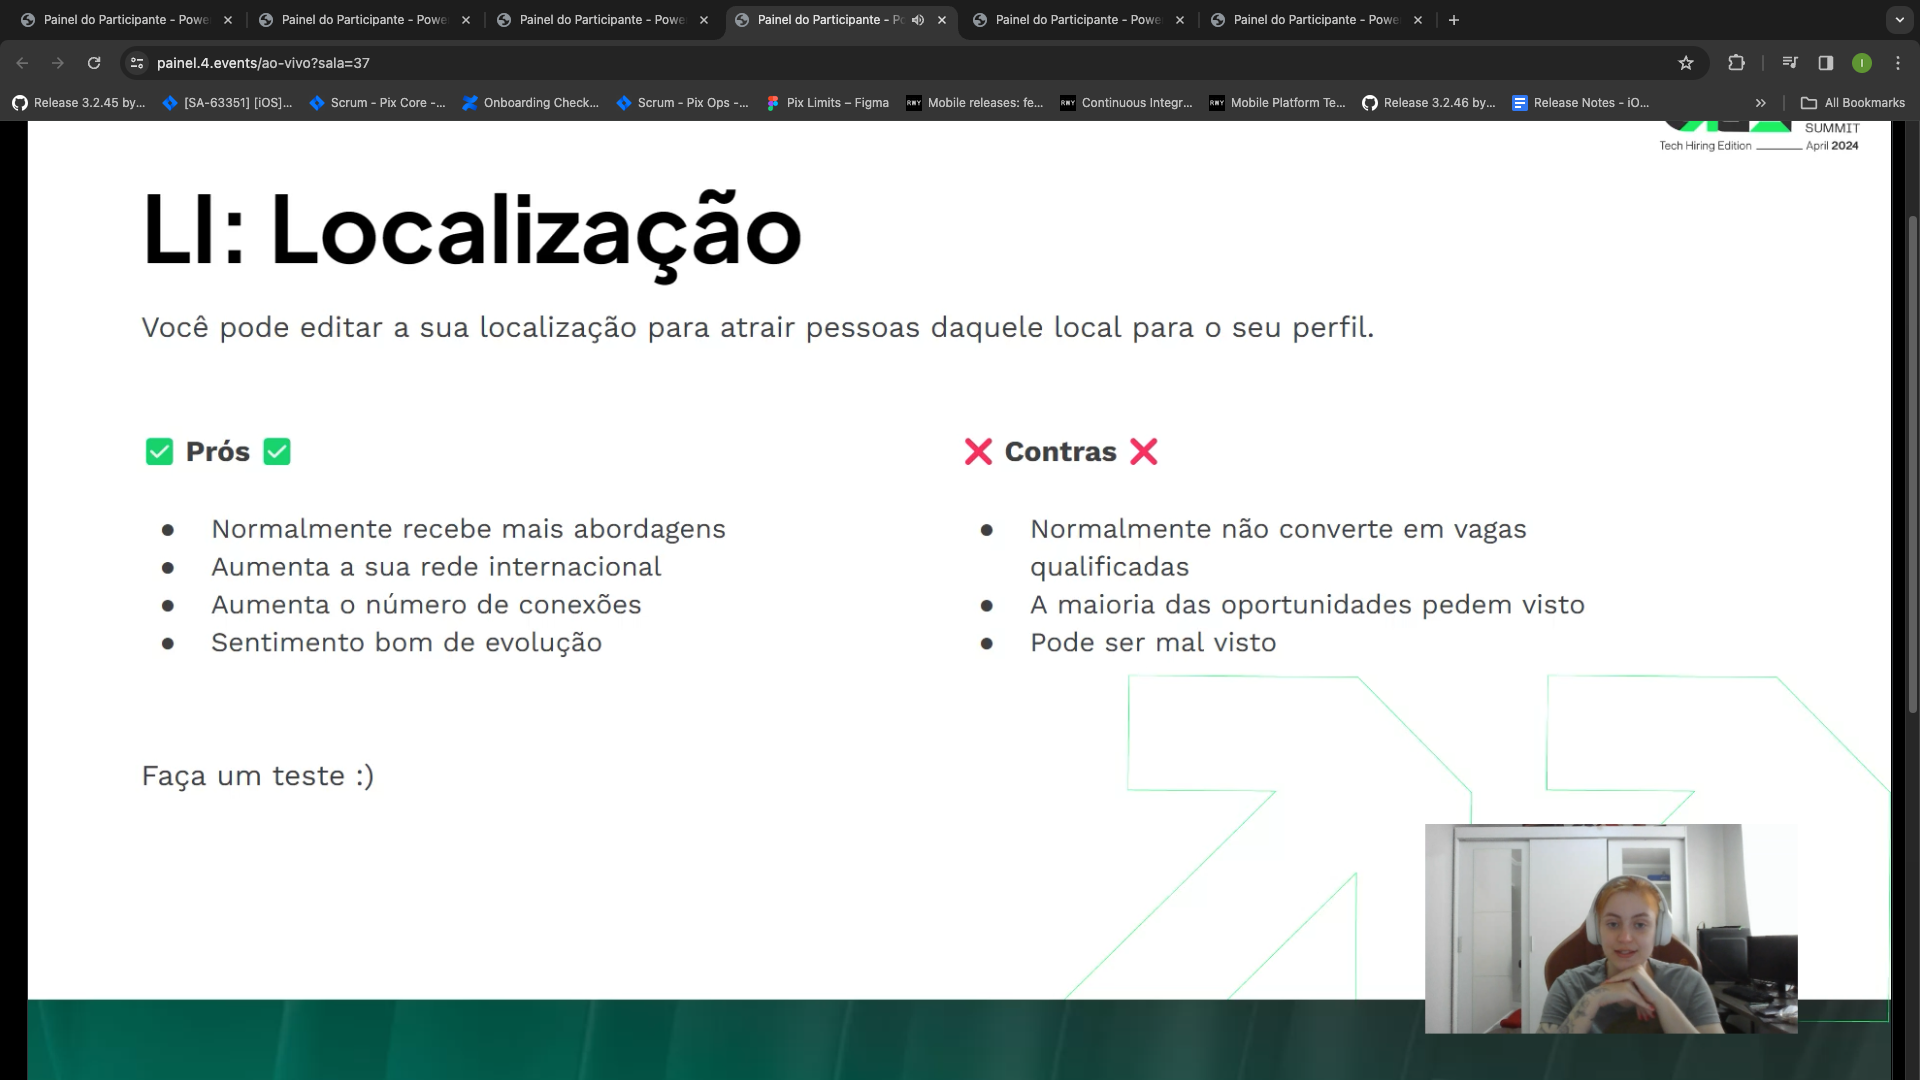 Painel do Participante - Powe
Painel do Participante - Powe
Painel do Participante - Powe
Painel do Participante - Po
Painel do Participante - Powe
Painel do Participante - Powe
painel.4.events/ao-vivo?sala=37
I
Release 3.2.45 by...
[SA-63351] [iOS]...
Scrum - Pix Core -...
Onboarding Check...
Scrum - Pix Ops -...
Pix Limits – Figma
Mobile releases: fe...
Continuous Integr...
Mobile Platform Te...
Release 3.2.46 by...
Release Notes - iO...
All Bookmarks
SUMMIT
Tech Hiring Edition April 2024
LI: Localização
Você pode editar a sua localização para atrair pessoas daquele local para o seu perfil.
✅ Prós ✅
● Normalmente recebe mais abordagens
● Aumenta a sua rede internacional
● Aumenta o número de conexões
● Sentimento bom de evolução
❌ Contras ❌
● Normalmente não converte em vagas
qualificadas
● A maioria das oportunidades pedem visto
● Pode ser mal visto
Faça um teste :)